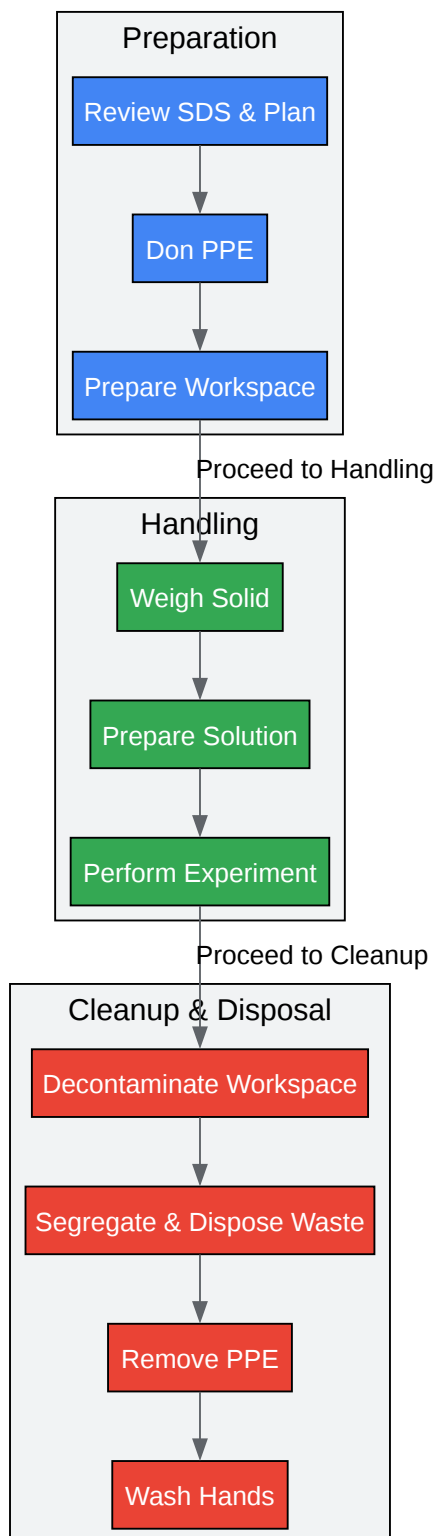 Preparation
Review SDS & Plan
Don PPE
Prepare Workspace
Proceed to Handling
Handling
Weigh Solid
Prepare Solution
Perform Experiment
Proceed to Cleanup
Cleanup & Disposal
Decontaminate Workspace
Segregate & Dispose Waste
Remove PPE
Wash Hands